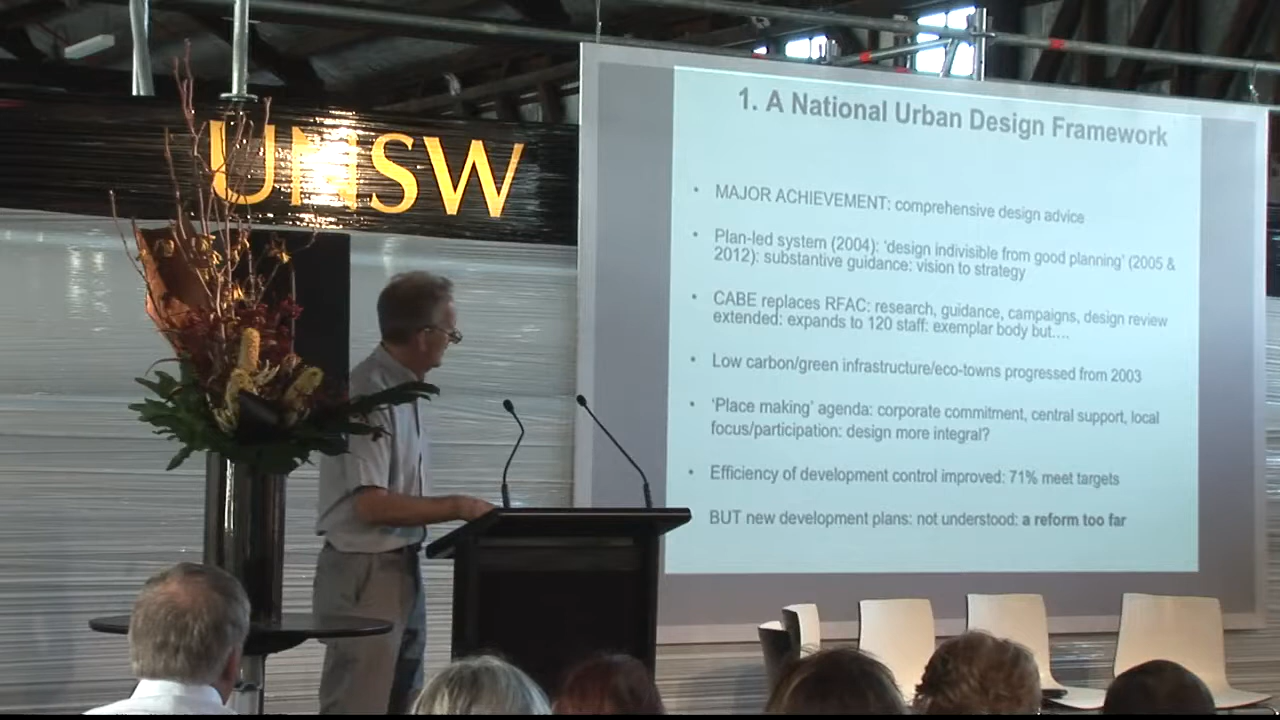 UNSW
1. A National Urban Design Framework
• MAJOR ACHIEVEMENT: comprehensive design advice
• Plan-led system (2004): 'design indivisible from good planning' (2005 &
2012): substantive guidance: vision to strategy
• CABE replaces RFAC: research, guidance, campaigns, design review
extended: expands to 120 staff: exemplar body but….
• Low carbon/green infrastructure/eco-towns progressed from 2003
• 'Place making' agenda: corporate commitment, central support, local
focus/participation: design more integral?
• Efficiency of development control improved: 71% meet targets
BUT new development plans: not understood: a reform too far